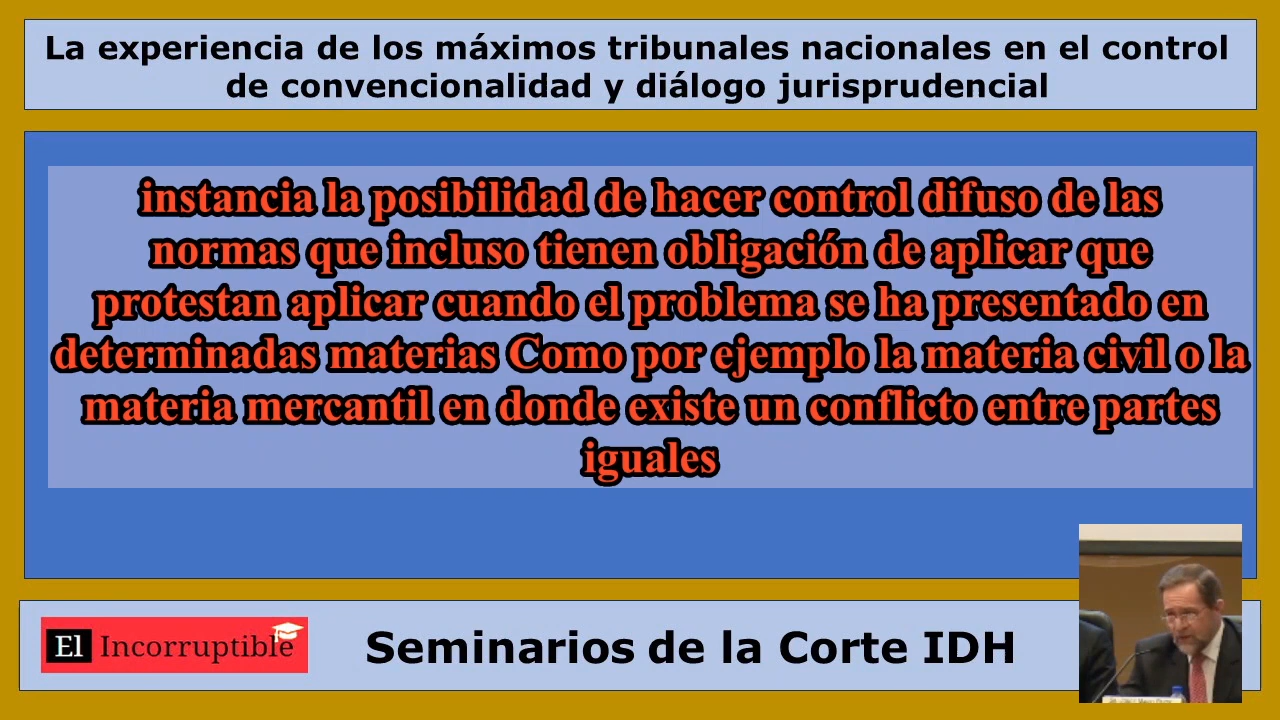 La experiencia de los máximos tribunales nacionales en el control
de convencionalidad y diálogo jurisprudencial
instancia la posibilidad de hacer control difuso de las
normas que incluso tienen obligación de aplicar que
protestan aplicar cuando el problema se ha presentado en
determinadas materias Como por ejemplo la materia civil o la
materia mercantil en donde existe un conflicto entre partes
iguales
El Incorruptible
Seminarios de la Corte IDH